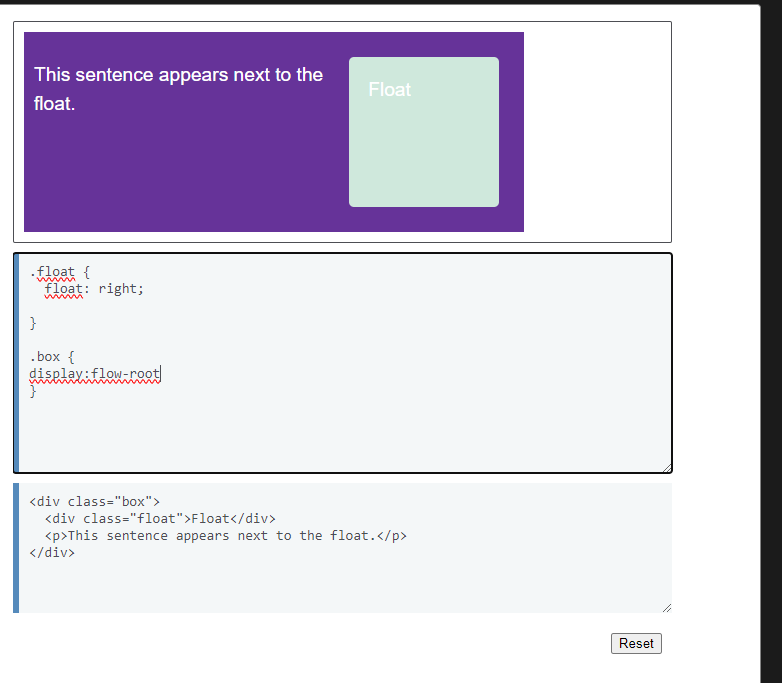 This sentence appears next to the
float.
Float
.float {
  float: right;
}
.box {
display:flow-root
}
<div class="box">
  <div class="float">Float</div>
  <p>This sentence appears next to the float.</p>
</div>
Reset